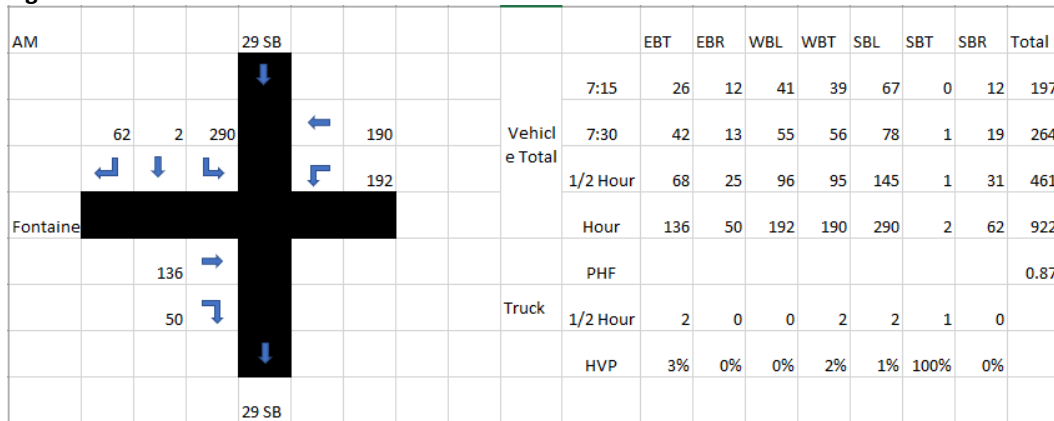 AM 29 SB EBT EBR WBL WBT SBL SBT SBR Total
7:15 26 12 41 39 67 0 12 197
62 2 290 190 Vehicl 7:30 42 13 55 56 78 1 19 264
e Total
192 1/2 Hour 68 25 96 95 145 1 31 461
Fontaine Hour 136 50 192 190 290 2 62 922
136 PHF 0.87
50 Truck 1/2 Hour 2 0 0 2 2 1 0
HVP 3% 0% 0% 2% 1% 100% 0%
29 SB